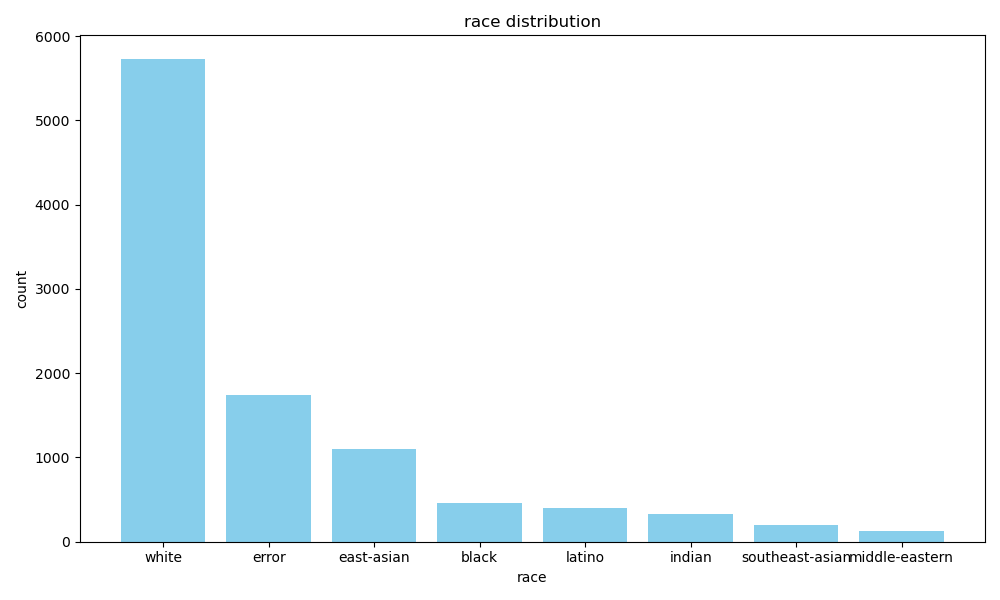 race distribution
6000
5000
4000
3000
2000
1000
0
count
white error east-asian black latino indian southeast-asian middle-eastern
race